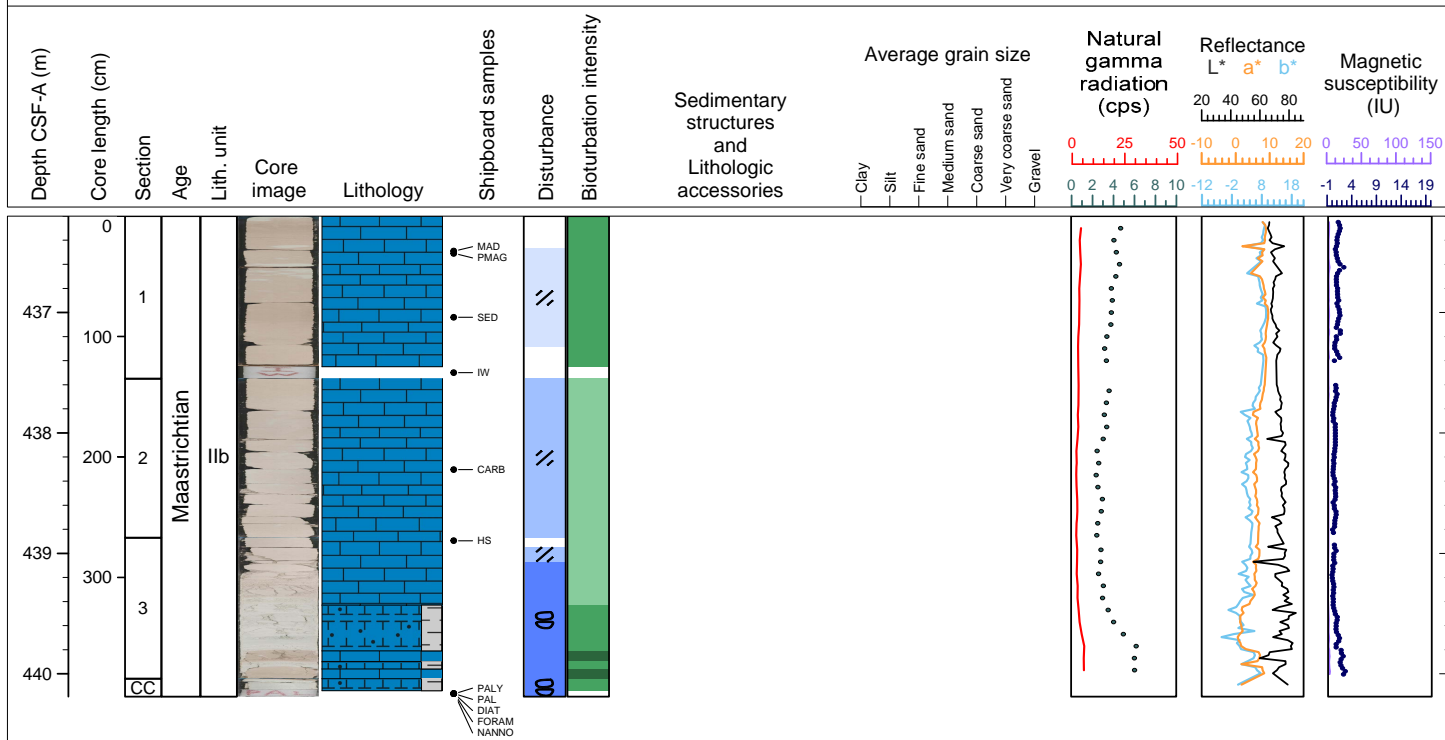 Depth CSF-A (m)
Core length (cm)
Section
Age
Lith. unit
Core
image
Lithology
Shipboard samples
Disturbance
Bioturbation intensity
Sedimentary
structures
and
Lithologic
accessories
Average grain size
Clay
Silt
Fine sand
Medium sand
Coarse sand
Very coarse sand
Gravel
Natural
gamma
radiation
(cps)
0 25 50
0 2 4 6 8 10
Reflectance
L* a* b*
20 40 60 80
-10 0 10 20
-12 -2 8 18
Magnetic
susceptibility
(IU)
0 50 100 150
-1 4 9 14 19
437
438
439
440
0
100
200
300
1
2
3
CC
Maastrichtian
IIb
MAD
PMAG
SED
IW
CARB
HS
PALY
PAL
DIAT
FORAM
NANNO